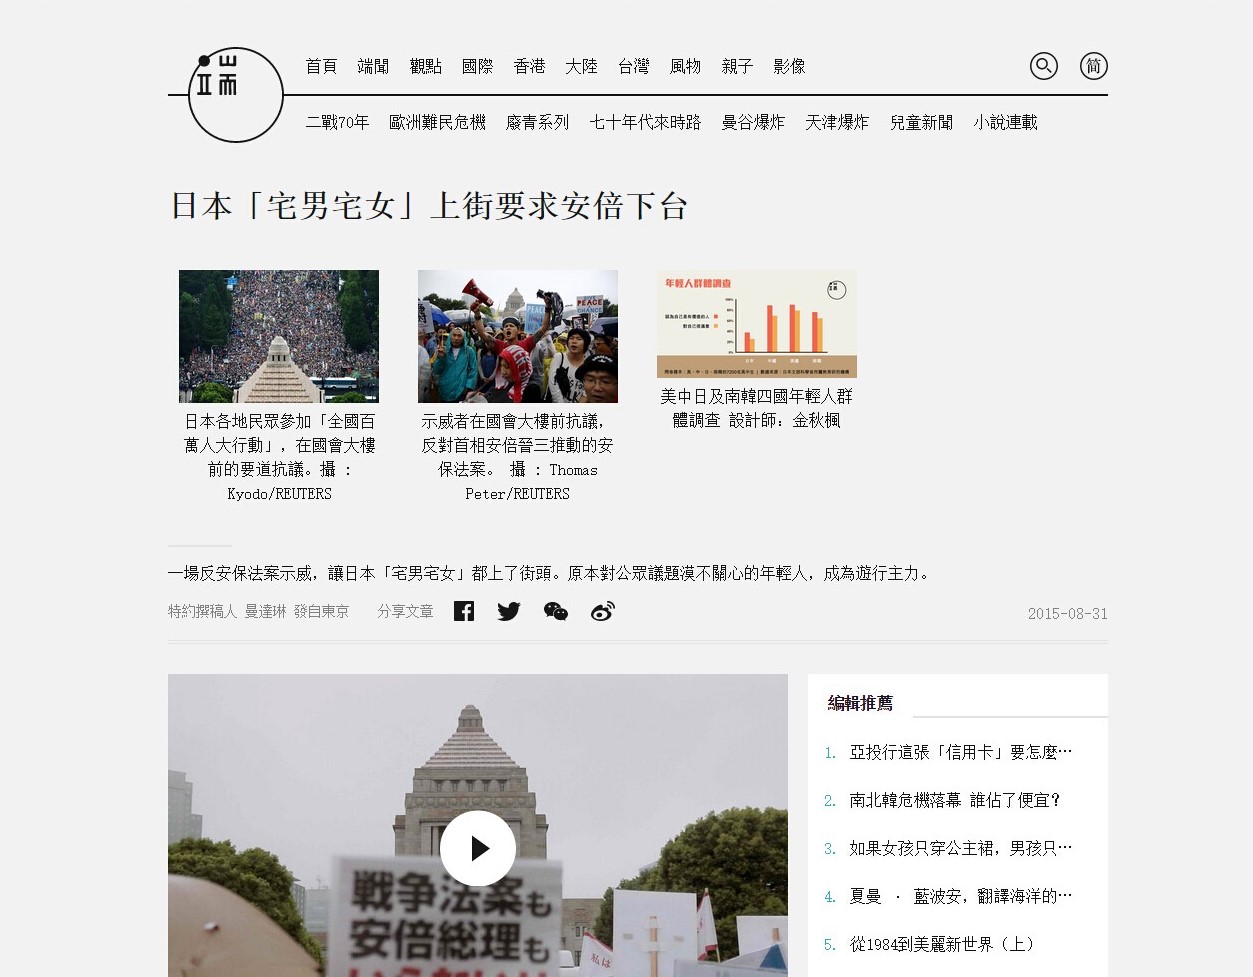 端
首頁 端聞 觀點 國際 香港 大陸 台灣 風物 親子 影像
简
二戰70年 歐洲難民危機 廢青系列 七十年代來時路 曼谷爆炸 天津爆炸 兒童新聞 小說連載
日本「宅男宅女」上街要求安倍下台
PEACE
PEACE
CHANCE
年輕人群體調查
日本各地民眾參加「全國百
萬人大行動」，在國會大樓
前的要道抗議。攝 :
Kyodo/REUTERS
示威者在國會大樓前抗議，
反對首相安倍晉三推動的安
保法案。 攝 : Thomas
Peter/REUTERS
美中日及南韓四國年輕人群
體調查 設計師：金秋楓
一場反安保法案示威，讓日本「宅男宅女」都上了街頭。原本對公眾議題漠不關心的年輕人，成為遊行主力。
特約撰稿人 曼達琳 發自東京 分享文章
2015-08-31
戦争法案も
安倍総理も
私は
編輯推薦
1. 亞投行這張「信用卡」要怎麼…
2. 南北韓危機落幕 誰佔了便宜？
3. 如果女孩只穿公主裙，男孩只…
4. 夏曼 · 藍波安，翻譯海洋的…
5. 從1984到美麗新世界（上）